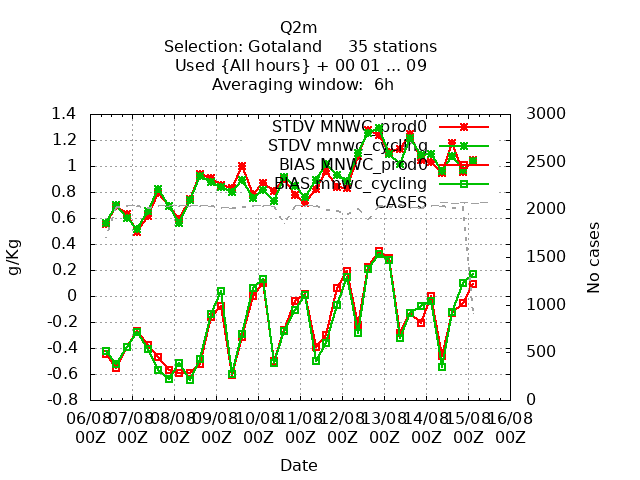 Q2m
Selection: Gotaland 35 stations
Used {All hours} + 00 01 ... 09
Averaging window: 6h
STDV MNWC_prod0
STDV mnwc_cycling
BIAS MNWC_prod0
BIAS mnwc_cycling
CASES
1.4
1.2
1
0.8
0.6
0.4
0.2
0
-0.2
-0.4
-0.6
-0.8
g/Kg
3000
2500
2000
1500
1000
500
0
No cases
06/08 07/08 08/08 09/08 10/08 11/08 12/08 13/08 14/08 15/08 16/08
00Z 00Z 00Z 00Z 00Z 00Z 00Z 00Z 00Z 00Z 00Z
Date